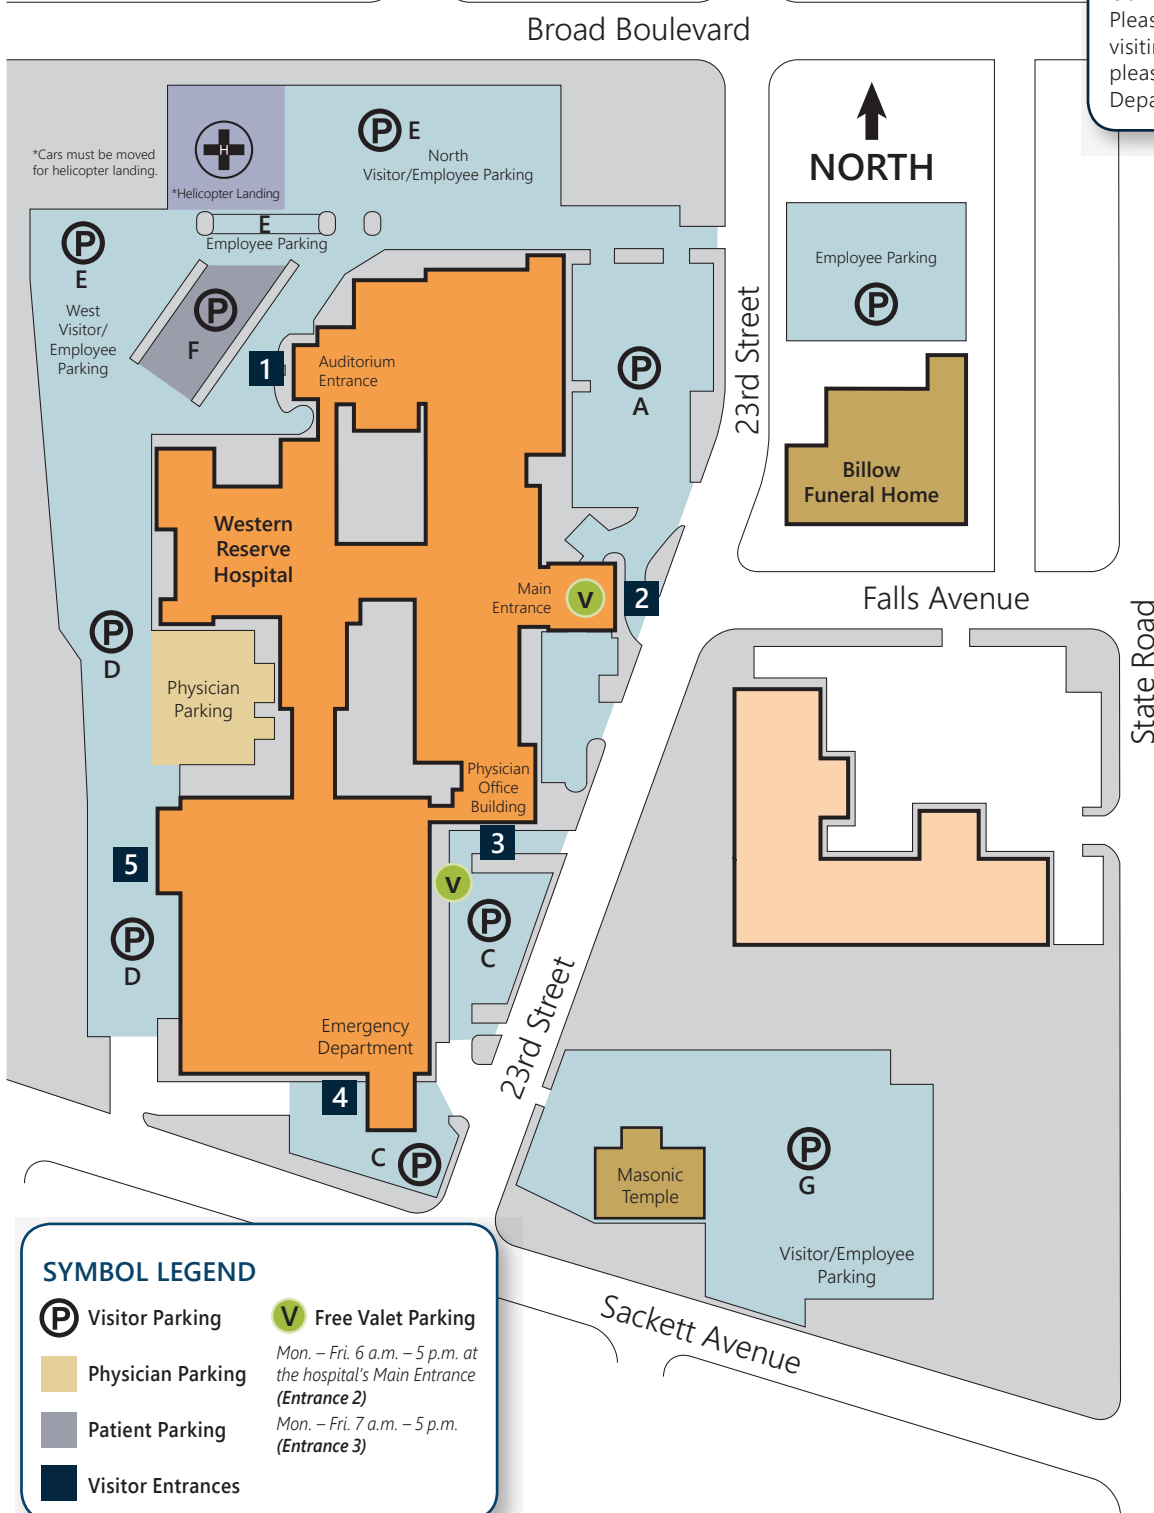 Broad Boulevard
Pleas
visitin
pleas
Depa
*Cars must be moved
for helicopter landing.
H
*Helicopter Landing
P E
North
Visitor/Employee Parking
NORTH
E
Employee Parking
P
E
West
Visitor/
Employee
Parking
P
F
Employee Parking
P
23rd Street
1
Auditorium
Entrance
P
A
Billow
Funeral Home
Western
Reserve
Hospital
Main
Entrance
V
2
Falls Avenue
State Road
P
D
Physician
Parking
Physician
Office
Building
3
5
V
P
C
P
D
23rd Street
Emergency
Department
4
C P
Masonic
Temple
P
G
Visitor/Employee
Parking
Sackett Avenue
SYMBOL LEGEND
P Visitor Parking
Physician Parking
Patient Parking
Visitor Entrances
V Free Valet Parking
Mon. – Fri. 6 a.m. – 5 p.m. at
the hospital's Main Entrance
(Entrance 2)
Mon. – Fri. 7 a.m. – 5 p.m.
(Entrance 3)